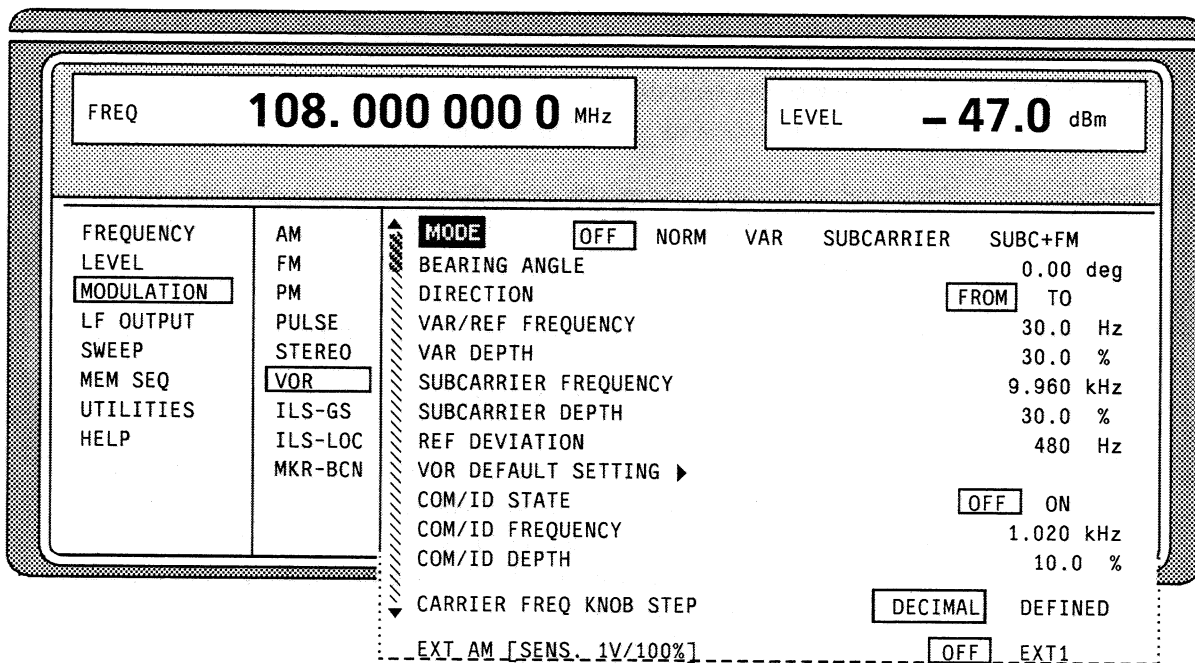 FREQ 108. 000 000 0 MHz LEVEL – 47.0 dBm
FREQUENCY
LEVEL
MODULATION
LF OUTPUT
SWEEP
MEM SEQ
UTILITIES
HELP
AM
FM
PM
PULSE
STEREO
VOR
ILS-GS
ILS-LOC
MKR-BCN
MODE OFF NORM VAR SUBCARRIER SUBC+FM
BEARING ANGLE 0.00 deg
DIRECTION FROM TO
VAR/REF FREQUENCY 30.0 Hz
VAR DEPTH 30.0 %
SUBCARRIER FREQUENCY 9.960 kHz
SUBCARRIER DEPTH 30.0 %
REF DEVIATION 480 Hz
VOR DEFAULT SETTING ▶
COM/ID STATE OFF ON
COM/ID FREQUENCY 1.020 kHz
COM/ID DEPTH 10.0 %
CARRIER FREQ KNOB STEP DECIMAL DEFINED
EXT AM [SENS. 1V/100%] OFF EXT1